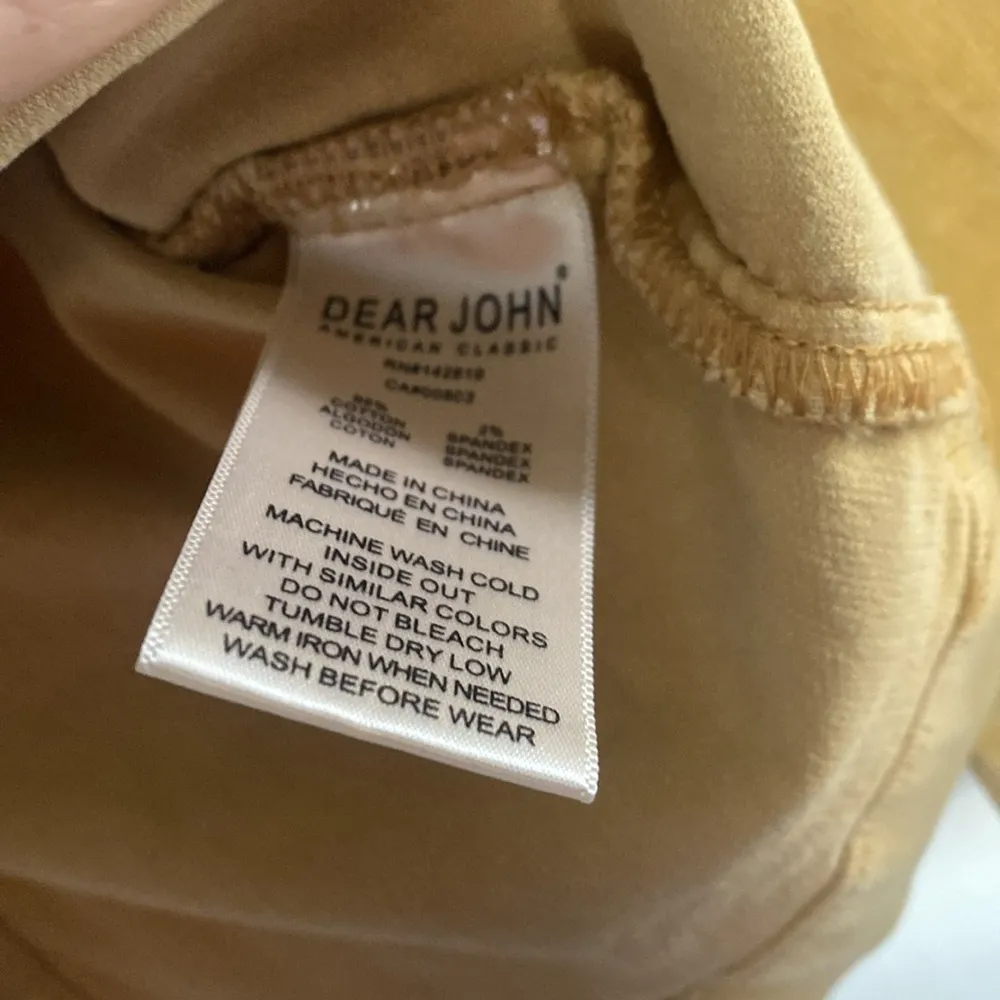 DEAR JOHN®
AMERICAN CLASSIC
COTTON
ALGODON
COTON
2%
SPANDEX
SPANDEX
SPANDEX
MADE IN CHINA
HECHO EN CHINA
FABRIQUÉ EN CHINE
MACHINE WASH COLD
INSIDE OUT
WITH SIMILAR COLORS
DO NOT BLEACH
TUMBLE DRY LOW
WARM IRON WHEN NEEDED
WASH BEFORE WEAR